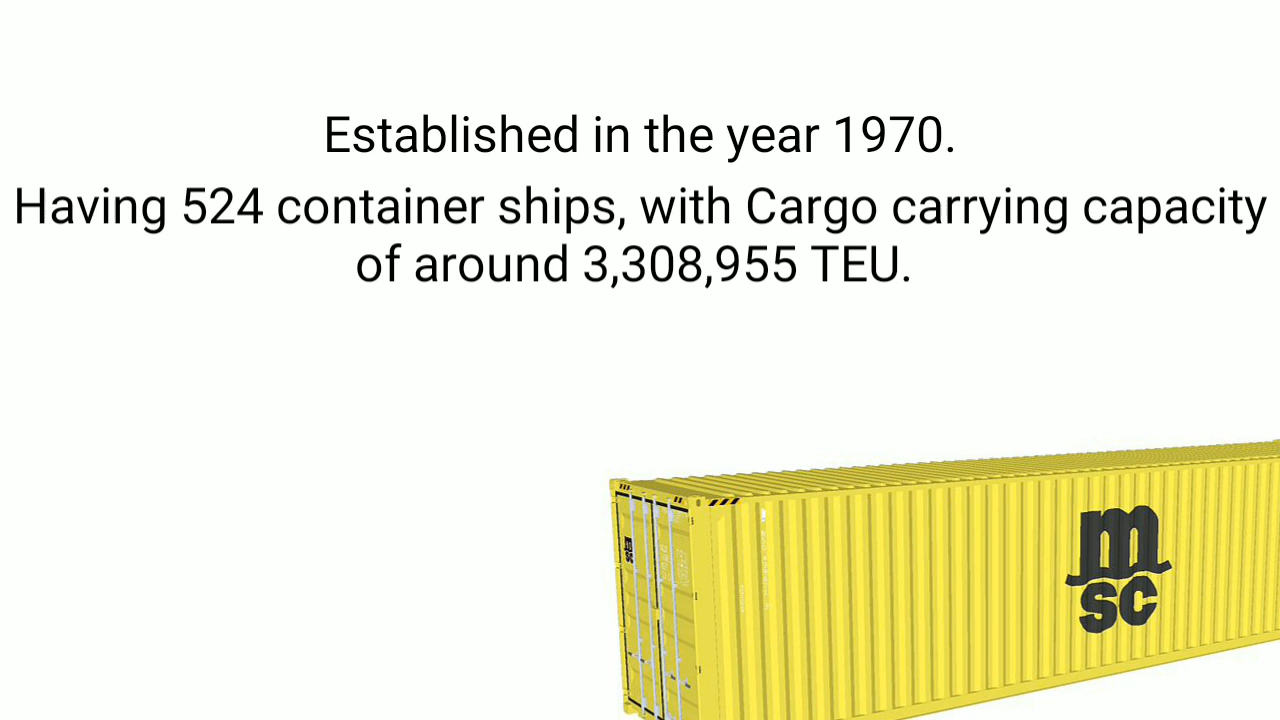 Established in the year 1970.
Having 524 container ships, with Cargo carrying capacity
of around 3,308,955 TEU.
m
sc